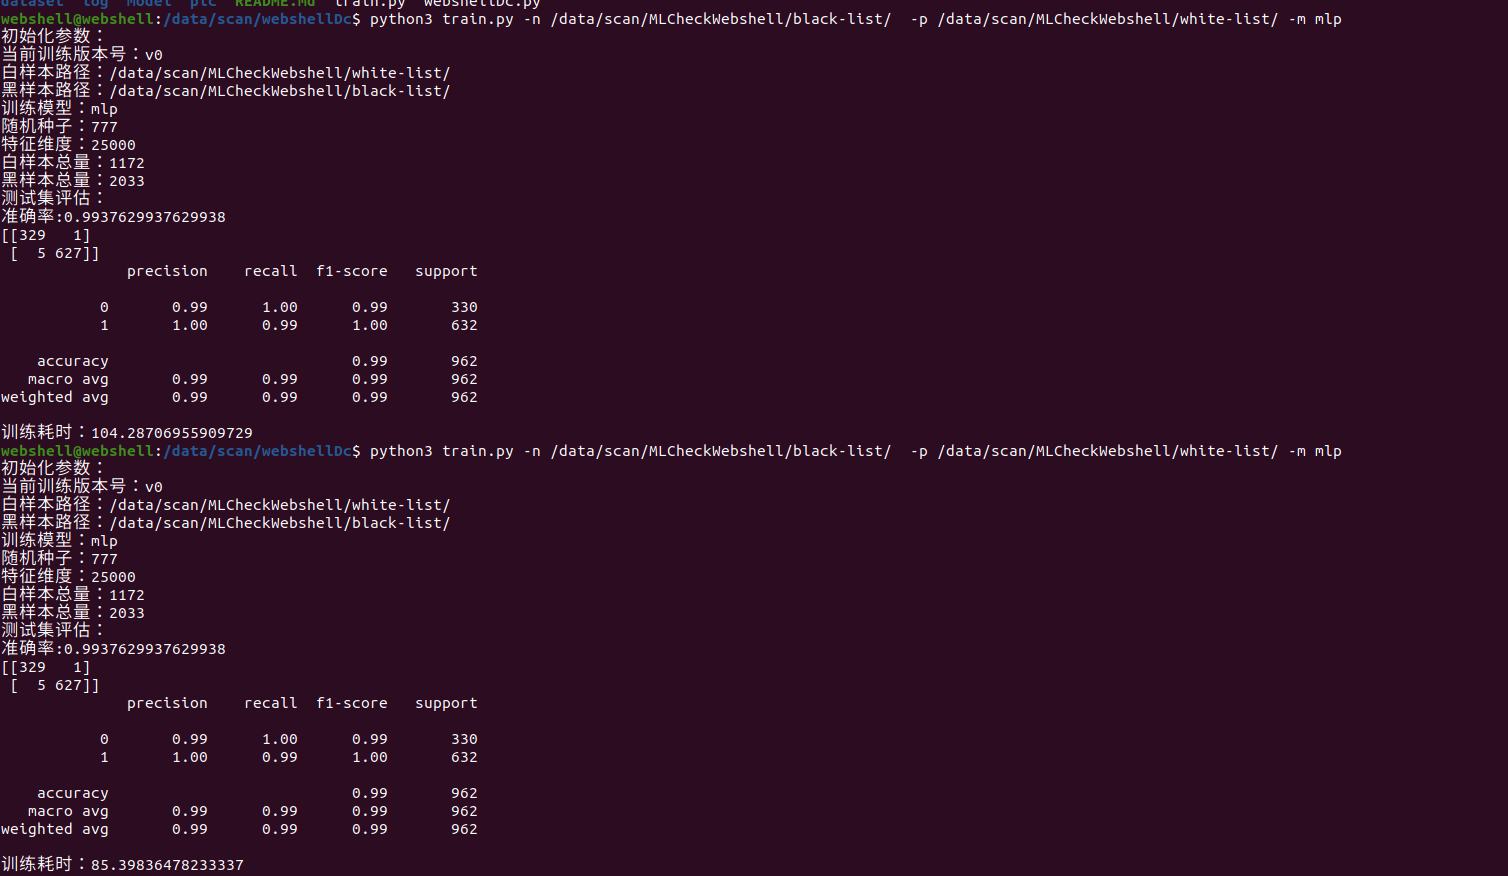 dataset log Model pic README.md train.py webshellDc.py
webshell@webshell:/data/scan/webshellDc$ python3 train.py -n /data/scan/MLCheckWebshell/black-list/  -p /data/scan/MLCheckWebshell/white-list/ -m mlp
初始化参数：
当前训练版本号：v0
白样本路径：/data/scan/MLCheckWebshell/white-list/
黑样本路径：/data/scan/MLCheckWebshell/black-list/
训练模型：mlp
随机种子：777
特征维度：25000
白样本总量：1172
黑样本总量：2033
测试集评估：
准确率:0.9937629937629938
[[329   1]
 [  5 627]]
              precision    recall  f1-score   support
           0       0.99      1.00      0.99       330
           1       1.00      0.99      1.00       632
    accuracy                           0.99       962
   macro avg       0.99      0.99      0.99       962
weighted avg       0.99      0.99      0.99       962
训练耗时：104.28706955909729
webshell@webshell:/data/scan/webshellDc$ python3 train.py -n /data/scan/MLCheckWebshell/black-list/  -p /data/scan/MLCheckWebshell/white-list/ -m mlp
初始化参数：
当前训练版本号：v0
白样本路径：/data/scan/MLCheckWebshell/white-list/
黑样本路径：/data/scan/MLCheckWebshell/black-list/
训练模型：mlp
随机种子：777
特征维度：25000
白样本总量：1172
黑样本总量：2033
测试集评估：
准确率:0.9937629937629938
[[329   1]
 [  5 627]]
              precision    recall  f1-score   support
           0       0.99      1.00      0.99       330
           1       1.00      0.99      1.00       632
    accuracy                           0.99       962
   macro avg       0.99      0.99      0.99       962
weighted avg       0.99      0.99      0.99       962
训练耗时：85.39836478233337